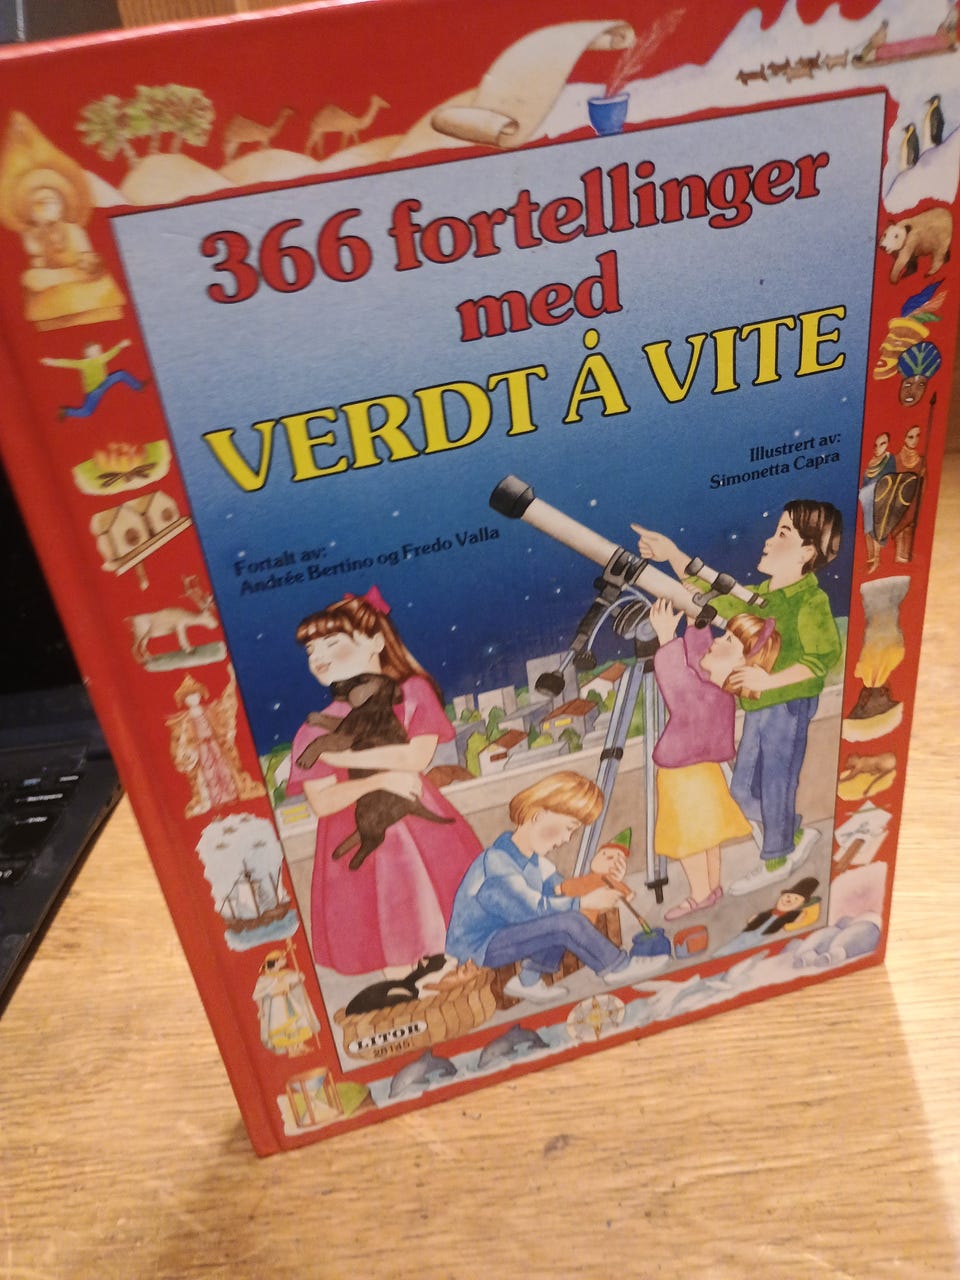 366 fortellinger
med
VERDT Å VITE
Illustrert av:
Simonetta Capra
Fortalt av:
Andrée Bertino og Fredo Valla
LITOR